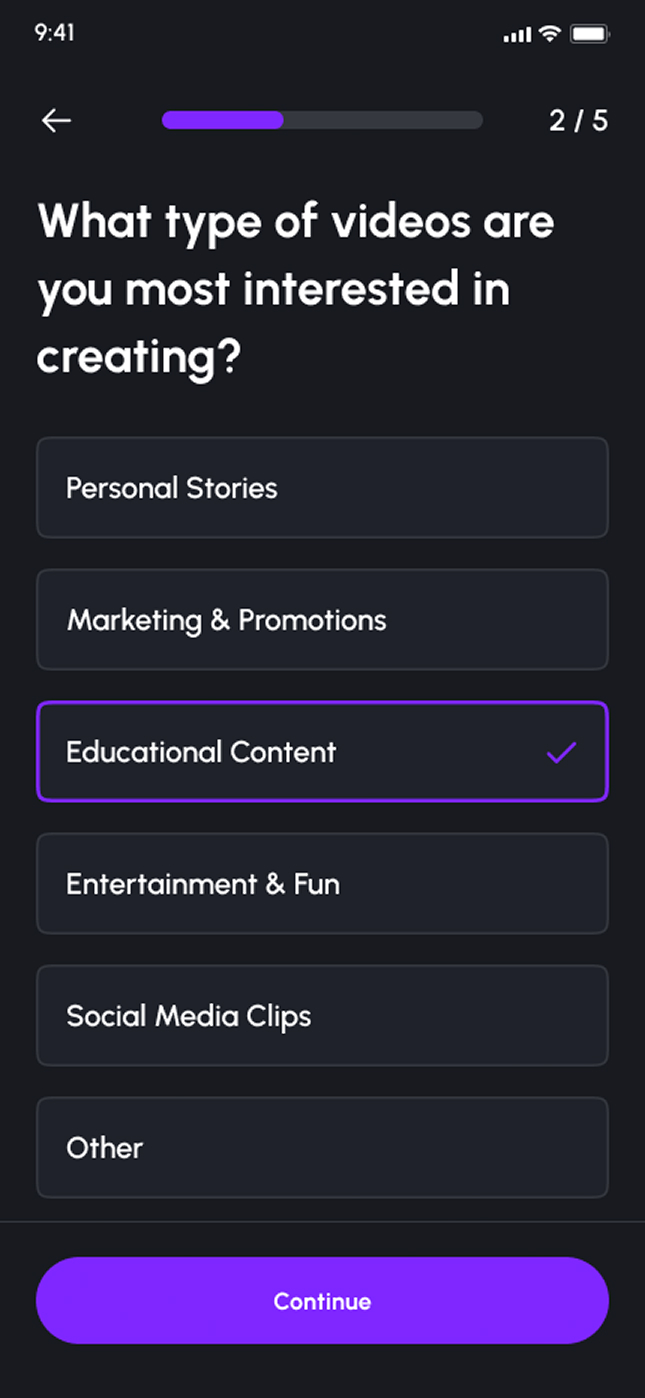 9:41
2 / 5
What type of videos are
you most interested in
creating?
Personal Stories
Marketing & Promotions
Educational Content
Entertainment & Fun
Social Media Clips
Other
Continue